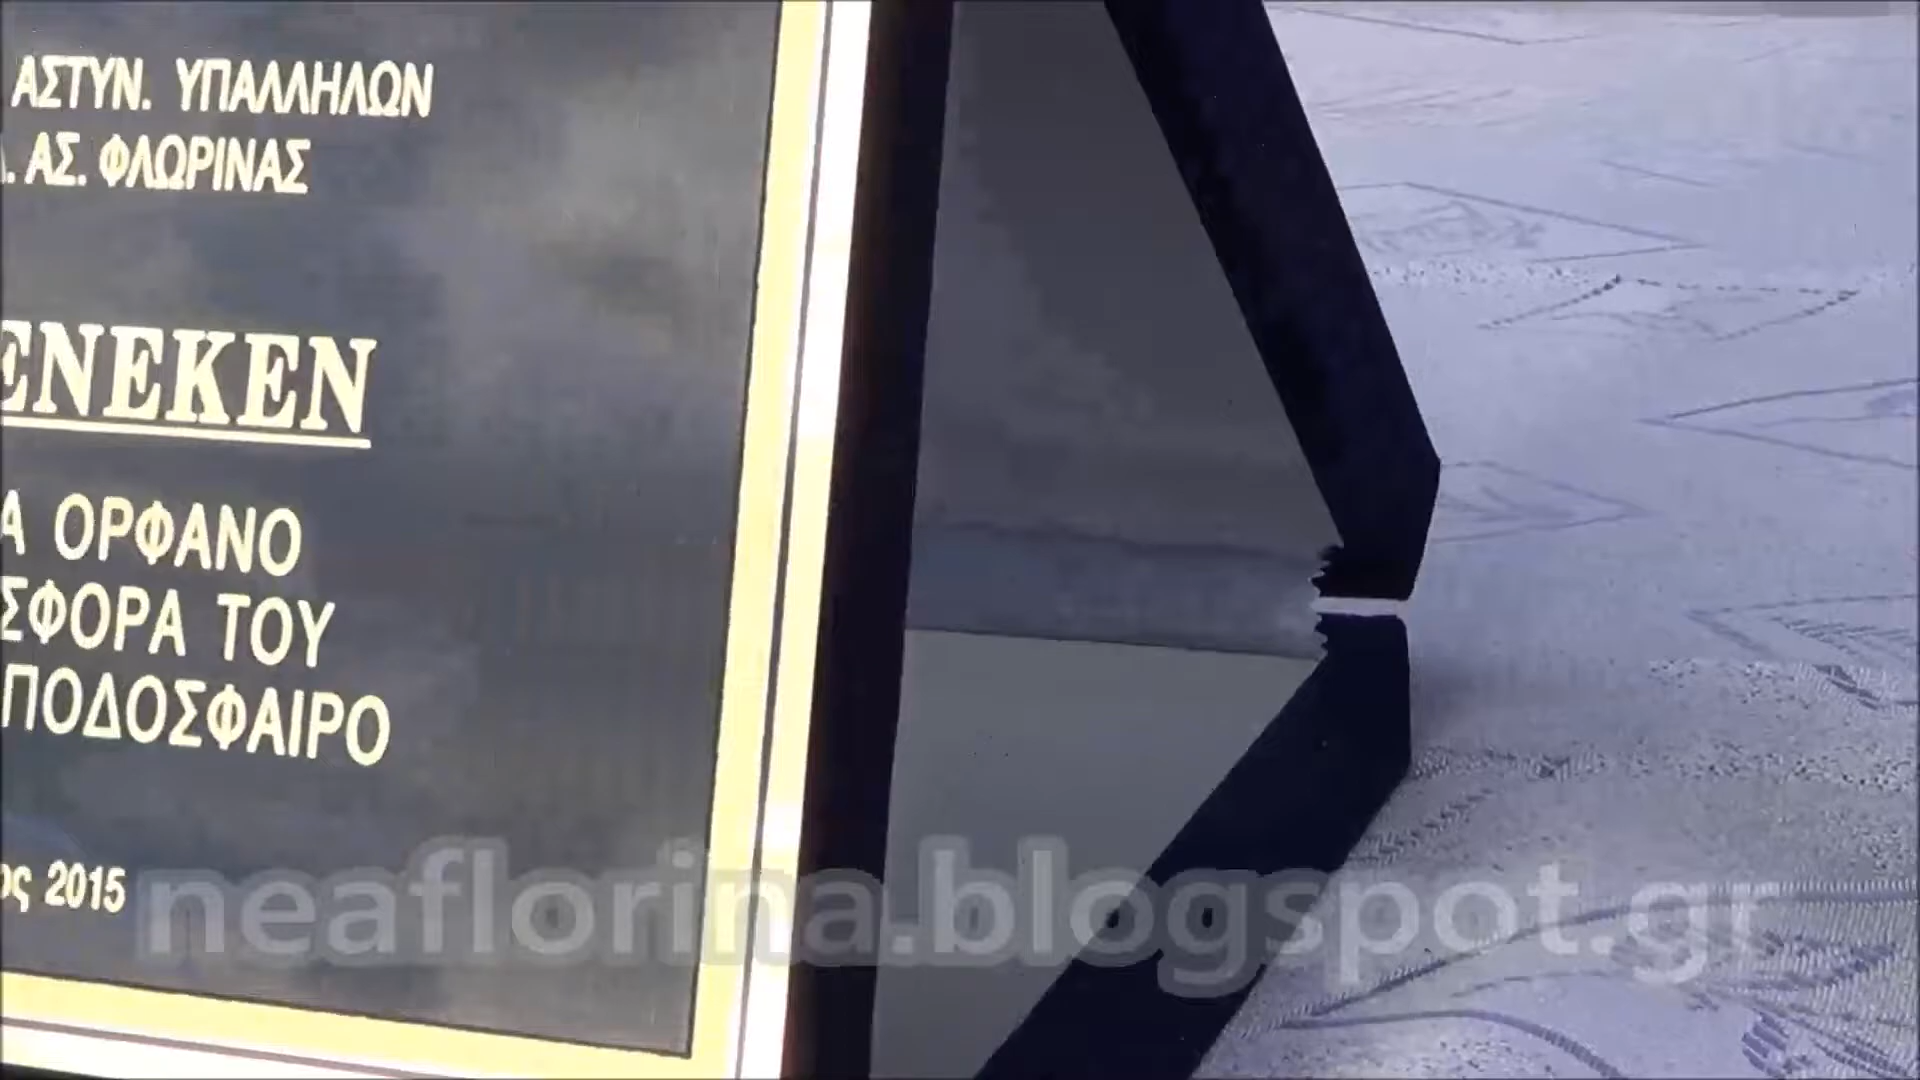 ΑΣΤΥΝ. ΥΠΑΛΛΗΛΩΝ
ΑΣ. ΦΛΩΡΙΝΑΣ
ΕΝΕΚΕΝ
Α ΟΡΦΑΝΟ
ΣΦΟΡΑ ΤΟΥ
ΠΟΔΟΣΦΑΙΡΟ
ος 2015
neaflorina.blogspot.gr